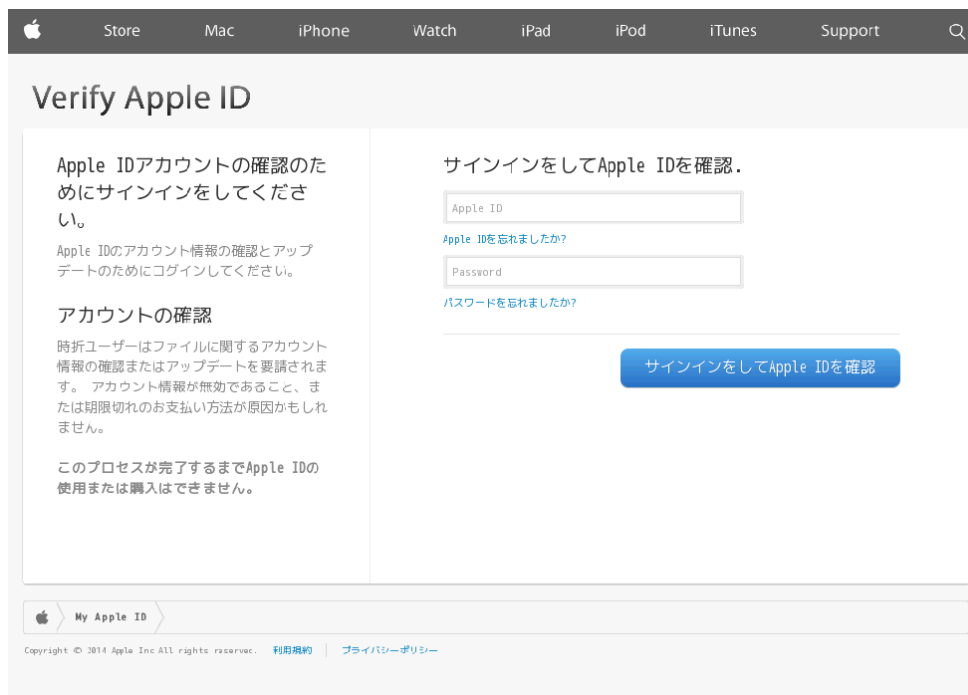 Store Mac iPhone Watch iPad iPod iTunes Support
Verify Apple ID
Apple IDアカウントの確認のた
めにサインインをしてくださ
い。
Apple IDのアカウント情報の確認とアップ
デートのためにコグインしてください。
アカウントの確認
時折ユーザーはファイルに関するアカウント
情報の確認またはアップデートを要請されま
す。 アカウント情報が無効であること、ま
たは期限切れのお支払い方法が原因かもしれ
ません。
このプロセスが完了するまでApple IDの
使用または購入はできません。
サインインをしてApple IDを確認.
Apple ID
Apple IDを忘れましたか?
Password
パスワードを忘れましたか?
サインインをしてApple IDを確認
My Apple ID
Copyright © 2014 Apple Inc All rights reserved. 利用規約 プライバシーポリシー